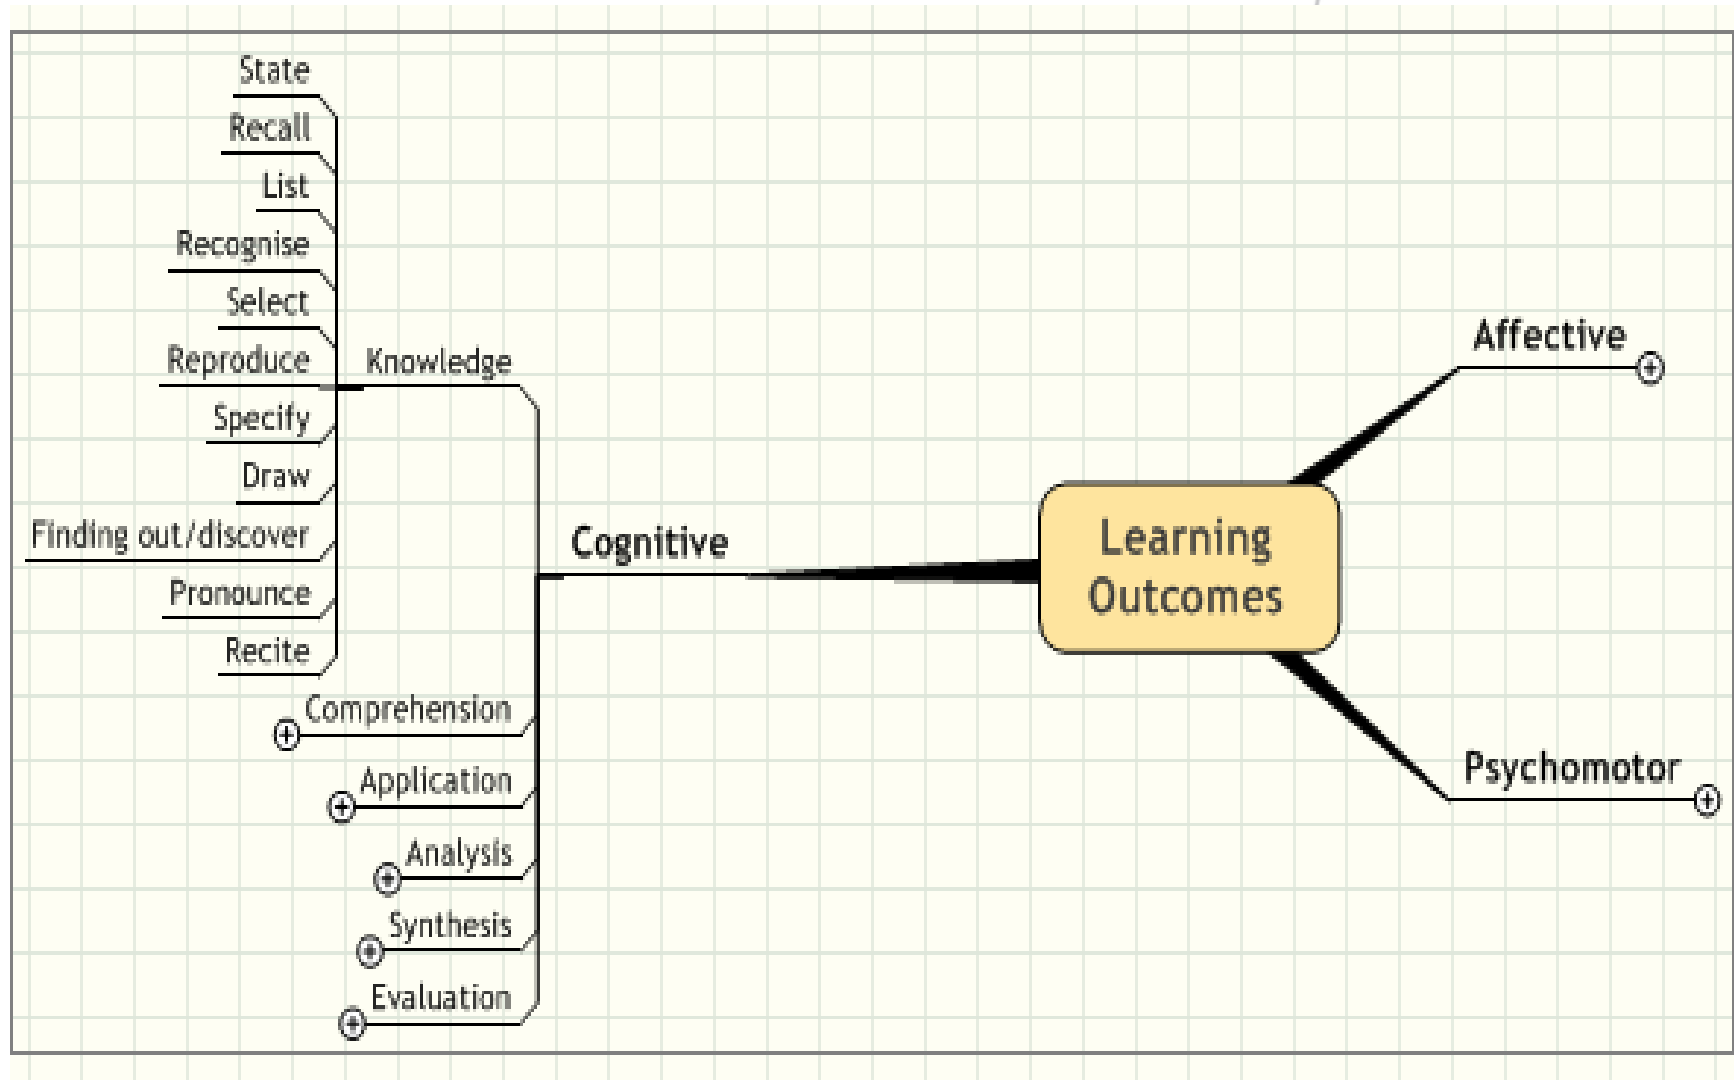 State
Recall
List
Recognise
Select
Reproduce
Knowledge
Specify
Draw
Finding out/discover
Pronounce
Recite
Comprehension
Application
Analysis
Synthesis
Evaluation
Cognitive
Learning
Outcomes
Affective
Psychomotor